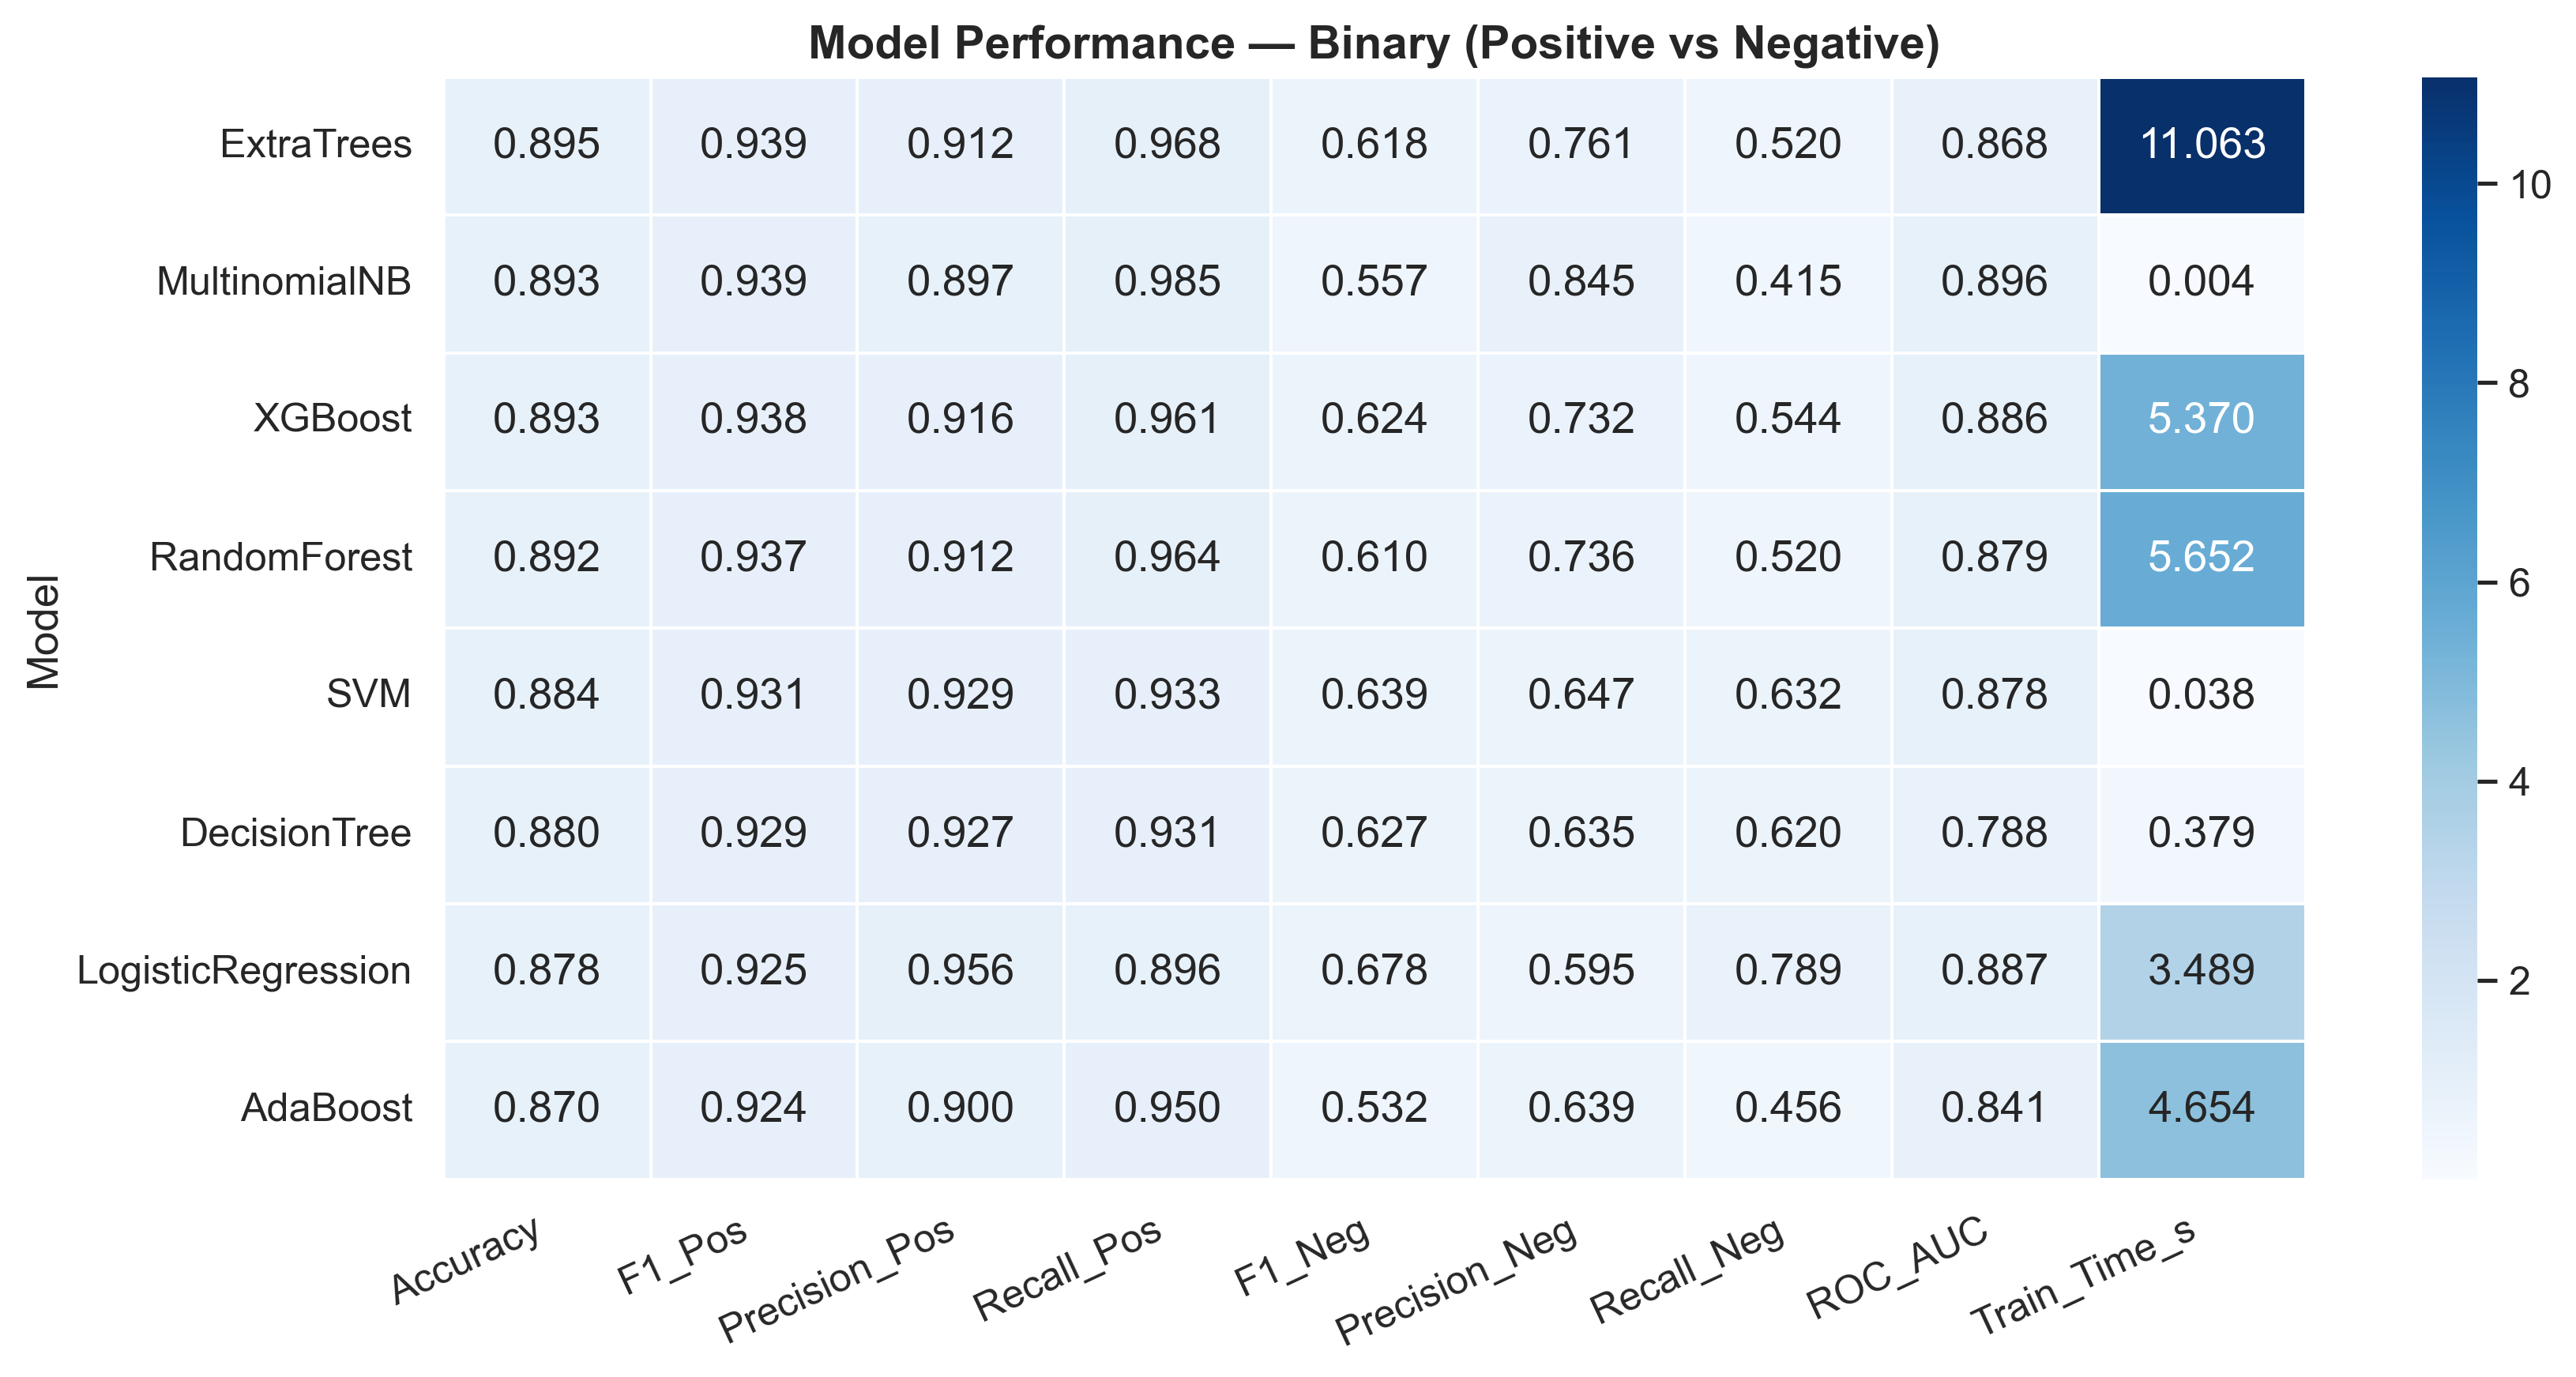 Model Performance — Binary (Positive vs Negative)
Model
ExtraTrees 0.895 0.939 0.912 0.968 0.618 0.761 0.520 0.868 11.063
MultinomialNB 0.893 0.939 0.897 0.985 0.557 0.845 0.415 0.896 0.004
XGBoost 0.893 0.938 0.916 0.961 0.624 0.732 0.544 0.886 5.370
RandomForest 0.892 0.937 0.912 0.964 0.610 0.736 0.520 0.879 5.652
SVM 0.884 0.931 0.929 0.933 0.639 0.647 0.632 0.878 0.038
DecisionTree 0.880 0.929 0.927 0.931 0.627 0.635 0.620 0.788 0.379
LogisticRegression 0.878 0.925 0.956 0.896 0.678 0.595 0.789 0.887 3.489
AdaBoost 0.870 0.924 0.900 0.950 0.532 0.639 0.456 0.841 4.654
Accuracy F1_Pos Precision_Pos Recall_Pos F1_Neg Precision_Neg Recall_Neg ROC_AUC Train_Time_s
10
8
6
4
2